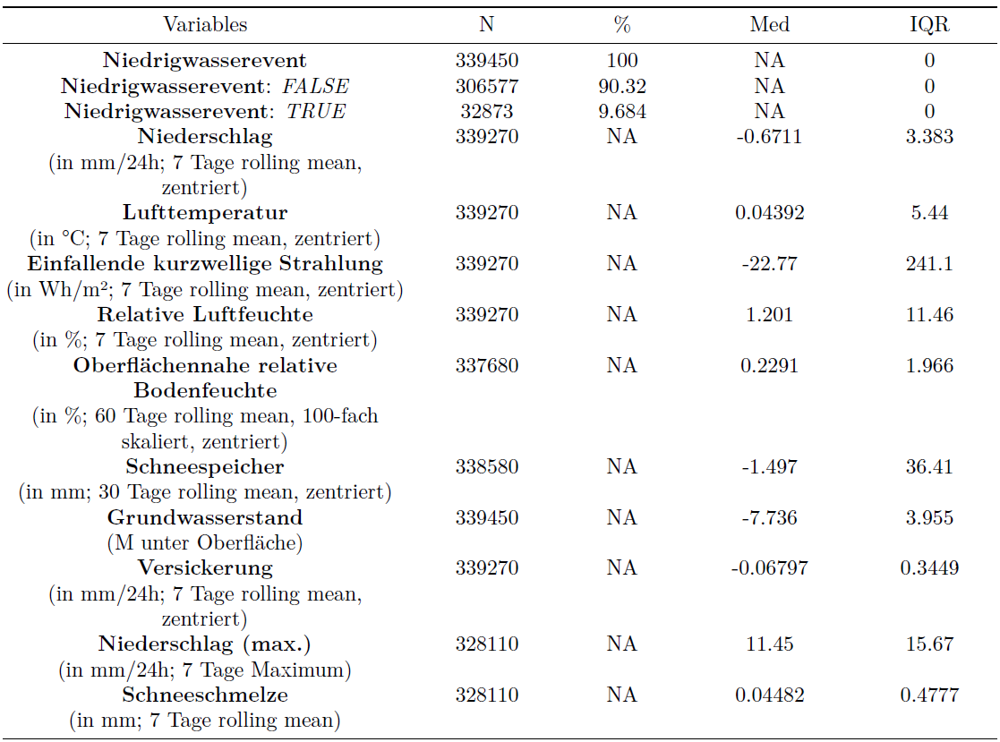 Variables N % Med IQR
Niedrigwasserevent 339450 100 NA 0
Niedrigwasserevent: FALSE 306577 90.32 NA 0
Niedrigwasserevent: TRUE 32873 9.684 NA 0
Niederschlag 339270 NA -0.6711 3.383
(in mm/24h; 7 Tage rolling mean,
zentriert)
Lufttemperatur 339270 NA 0.04392 5.44
(in °C; 7 Tage rolling mean, zentriert)
Einfallende kurzwellige Strahlung 339270 NA -22.77 241.1
(in Wh/m²; 7 Tage rolling mean, zentriert)
Relative Luftfeuchte 339270 NA 1.201 11.46
(in %; 7 Tage rolling mean, zentriert)
Oberflächennahe relative 337680 NA 0.2291 1.966
Bodenfeuchte
(in %; 60 Tage rolling mean, 100-fach
skaliert, zentriert)
Schneespeicher 338580 NA -1.497 36.41
(in mm; 30 Tage rolling mean, zentriert)
Grundwasserstand 339450 NA -7.736 3.955
(M unter Oberfläche)
Versickerung 339270 NA -0.06797 0.3449
(in mm/24h; 7 Tage rolling mean,
zentriert)
Niederschlag (max.) 328110 NA 11.45 15.67
(in mm/24h; 7 Tage Maximum)
Schneeschmelze 328110 NA 0.04482 0.4777
(in mm; 7 Tage rolling mean)